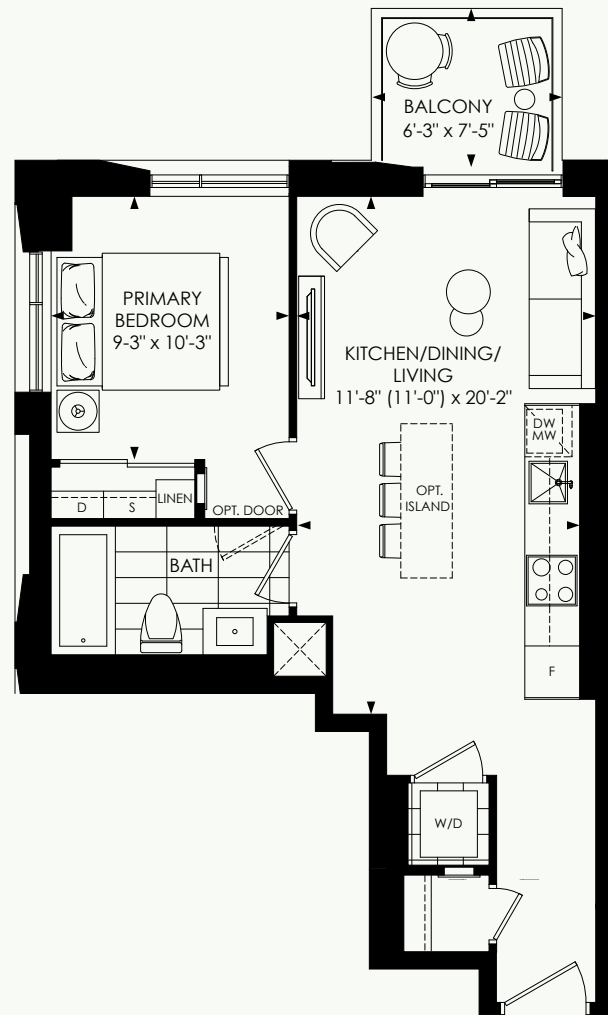 BALCONY
6'-3" x 7'-5"
PRIMARY
BEDROOM
9-3" x 10'-3"
KITCHEN/DINING/
LIVING
11'-8" (11'-0") x 20'-2"
DW
MW
D
S
LINEN
OPT. DOOR
OPT.
ISLAND
BATH
F
W/D